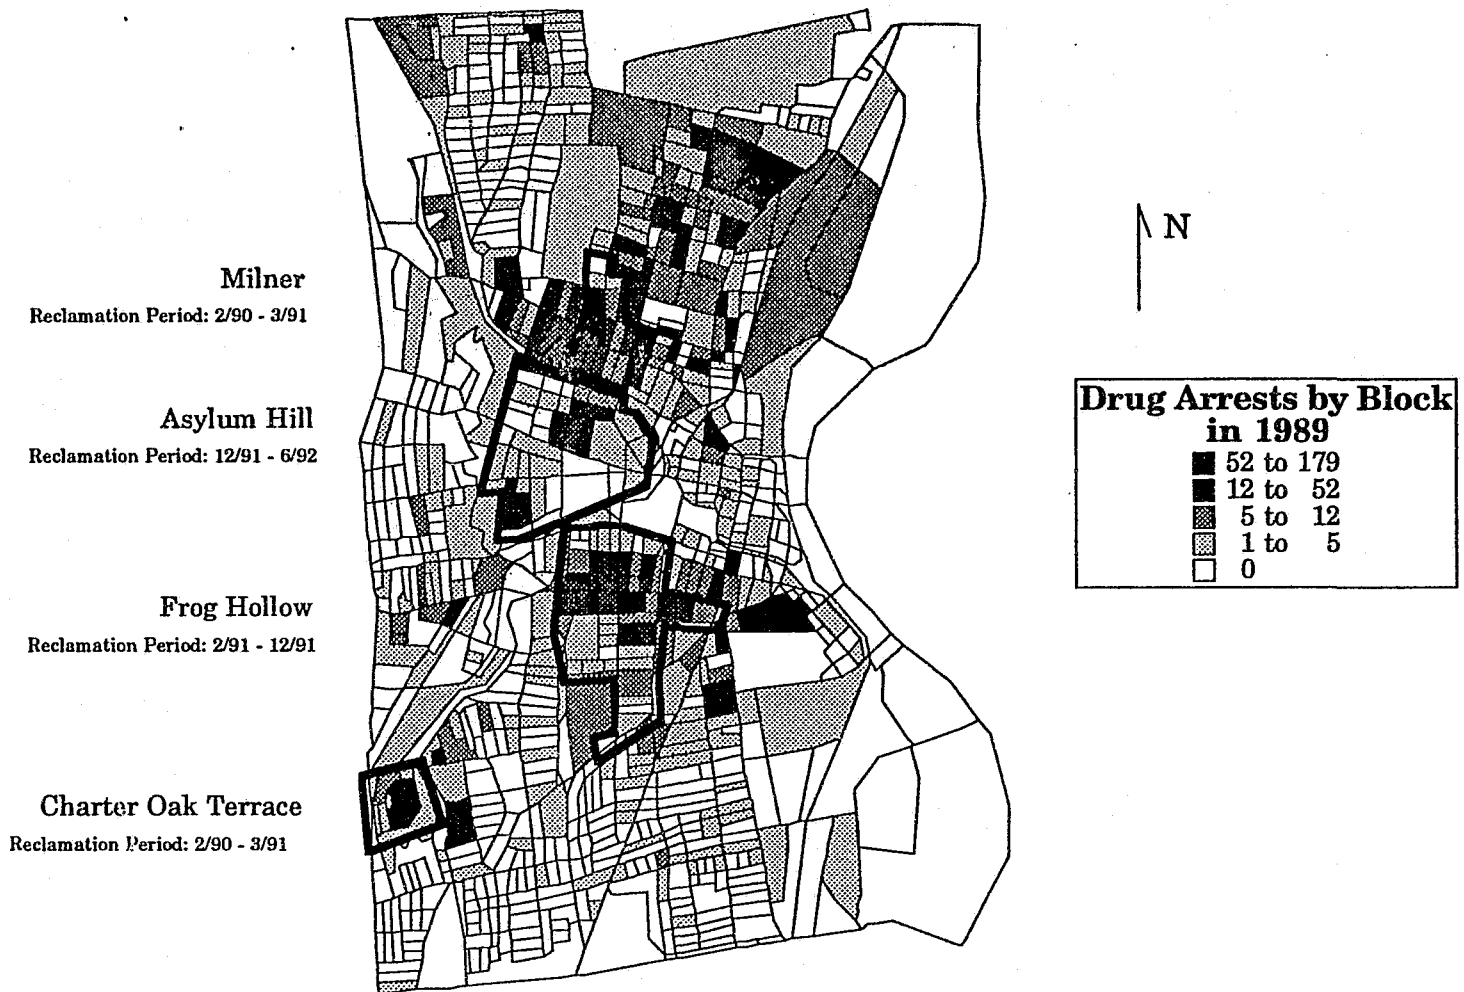 N
Milner
Reclamation Period: 2/90 - 3/91
Asylum Hill
Reclamation Period: 12/91 - 6/92
Frog Hollow
Reclamation Period: 2/91 - 12/91
Charter Oak Terrace
Reclamation Period: 2/90 - 3/91
Drug Arrests by Block
in 1989
52 to 179
12 to 52
5 to 12
1 to 5
0